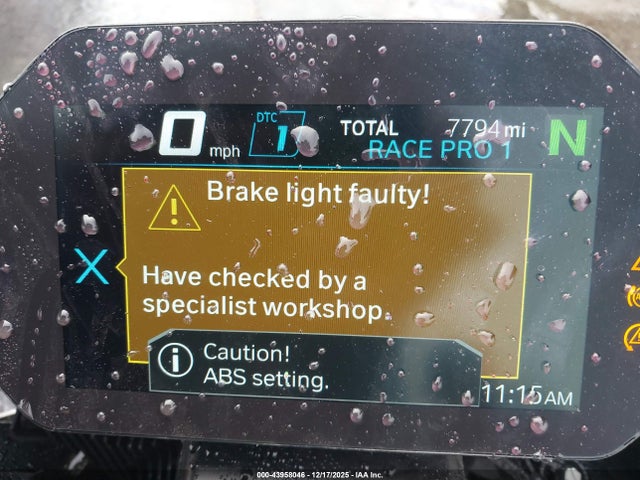 0 mph DTC 1 TOTAL 7794 mi N
RACE PRO 1
Brake light faulty!
X
Have checked by a
specialist workshop.
Caution!
ABS setting.
11:15 AM
000-43958046 - 12/17/2025 - IAA Inc.